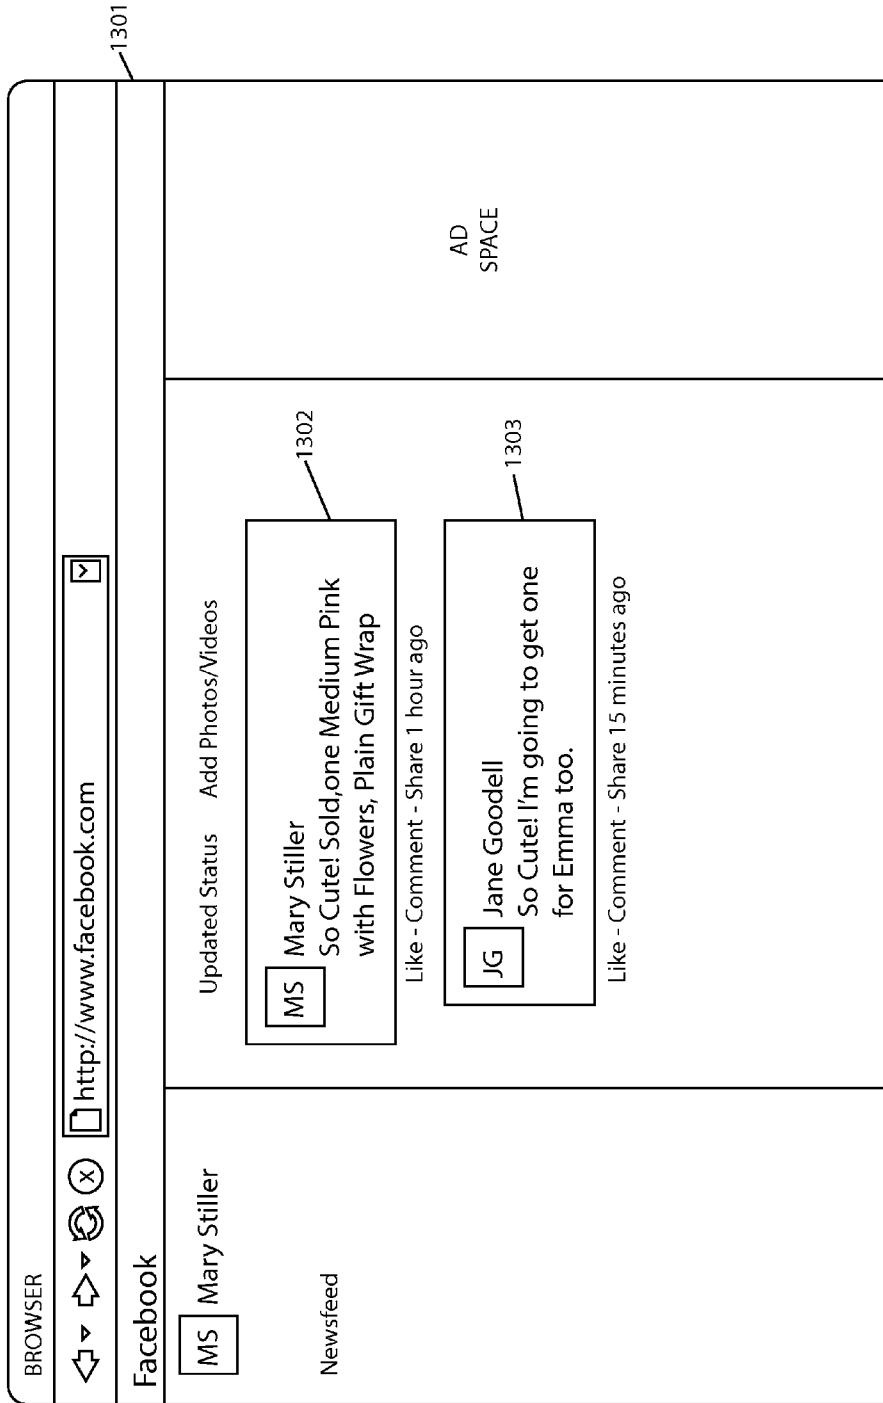 BROWSER
http://www.facebook.com
Facebook
1301
MS Mary Stiller
Newsfeed
Updated Status Add Photos/Videos
MS Mary Stiller
So Cute! Sold,one Medium Pink
with Flowers, Plain Gift Wrap
1302
Like - Comment - Share 1 hour ago
JG Jane Goodell
So Cute! I'm going to get one
for Emma too.
1303
Like - Comment - Share 15 minutes ago
AD
SPACE